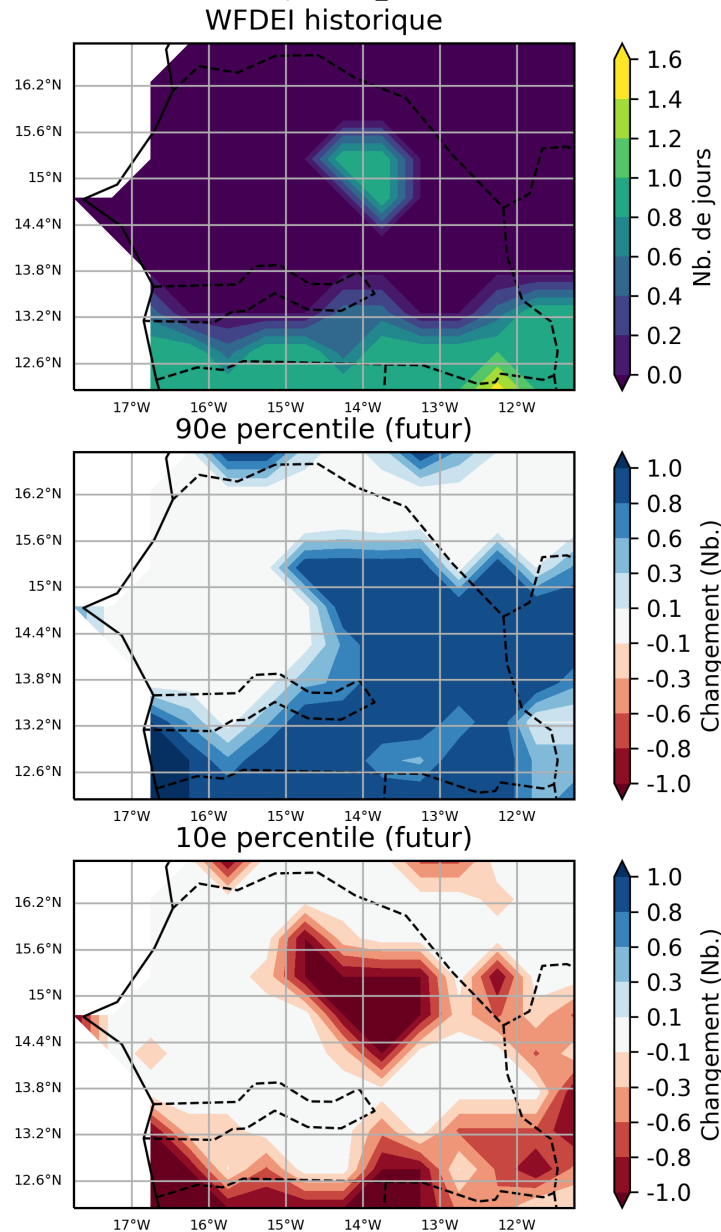 WFDEI historique
16.2°N
15.6°N
15°N
14.4°N
13.8°N
13.2°N
12.6°N
17°W 16°W 15°W 14°W 13°W 12°W
1.6
1.4
1.2
1.0
0.8
0.6
0.4
0.2
0.0
Nb. de jours
90e percentile (futur)
16.2°N
15.6°N
15°N
14.4°N
13.8°N
13.2°N
12.6°N
17°W 16°W 15°W 14°W 13°W 12°W
1.0
0.8
0.6
0.3
0.1
-0.1
-0.3
-0.6
-0.8
-1.0
Changement (Nb.)
10e percentile (futur)
16.2°N
15.6°N
15°N
14.4°N
13.8°N
13.2°N
12.6°N
17°W 16°W 15°W 14°W 13°W 12°W
1.0
0.8
0.6
0.3
0.1
-0.1
-0.3
-0.6
-0.8
-1.0
Changement (Nb.)